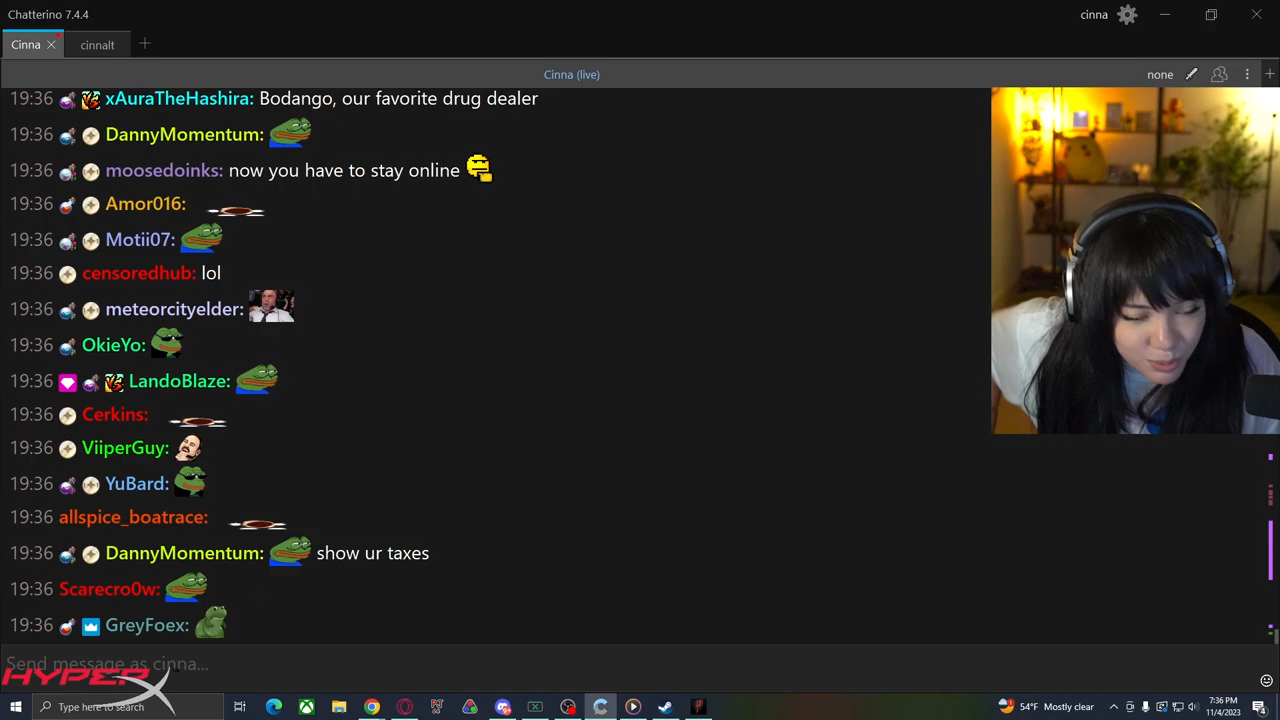 Chatterino 7.4.4
cinna
Cinna
cinnalt
Cinna (live)
none
19:36 xAuraTheHashira: Bodango, our favorite drug dealer
19:36 DannyMomentum:
19:36 moosedoinks: now you have to stay online
19:36 Amor016:
19:36 Motii07:
19:36 censoredhub: lol
19:36 meteorcityelder:
19:36 OkieYo:
19:36 LandoBlaze:
19:36 Cerkins:
19:36 ViiperGuy:
19:36 YuBard:
19:36 allspice_boatrace:
19:36 DannyMomentum: show ur taxes
19:36 Scarecro0w:
19:36 GreyFoex:
Send message as cinna...
HYPERX
Type here to search
54°F Mostly clear
7:36 PM
11/4/2023